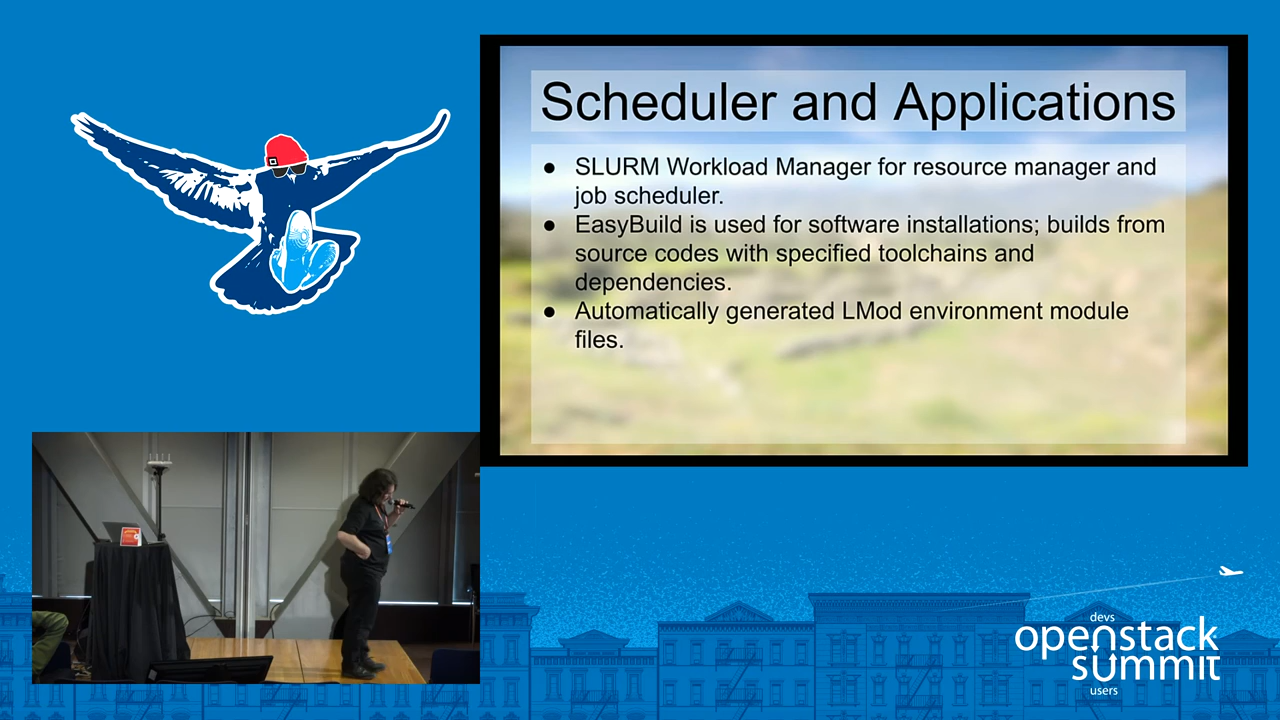 Scheduler and Applications
● SLURM Workload Manager for resource manager and
job scheduler.
● EasyBuild is used for software installations; builds from
source codes with specified toolchains and
dependencies.
● Automatically generated LMod environment module
files.
devs
openstack
summit
users